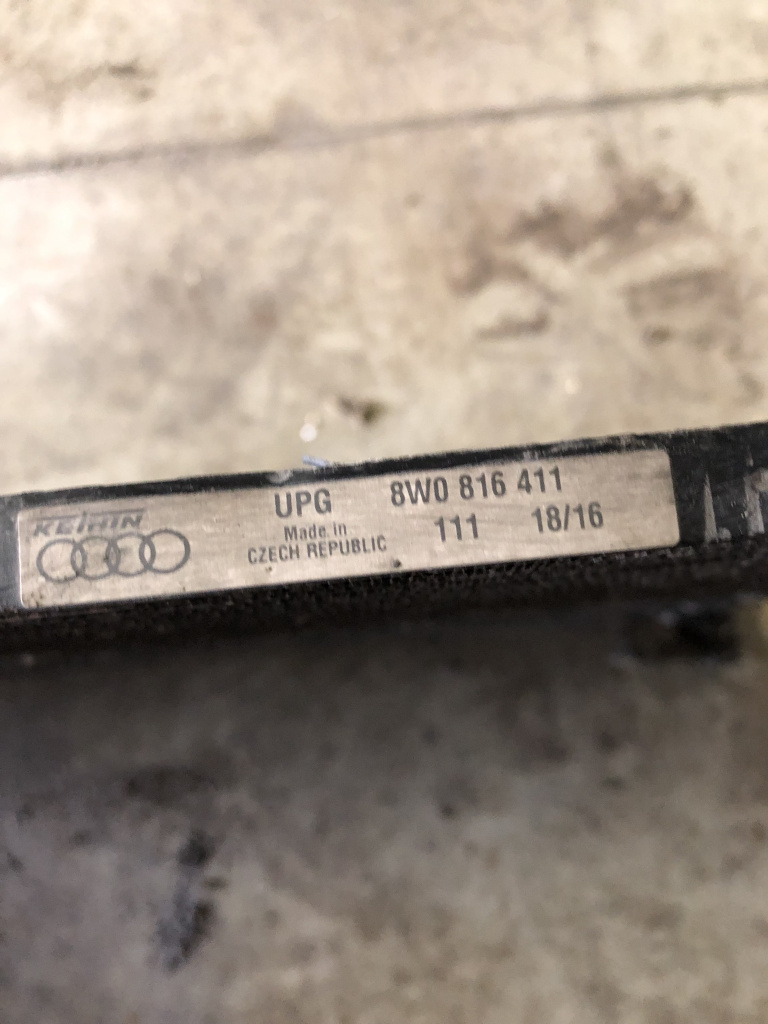 KEIHIN
UPG 8W0 816 411
Made in 111 18/16
CZECH REPUBLIC